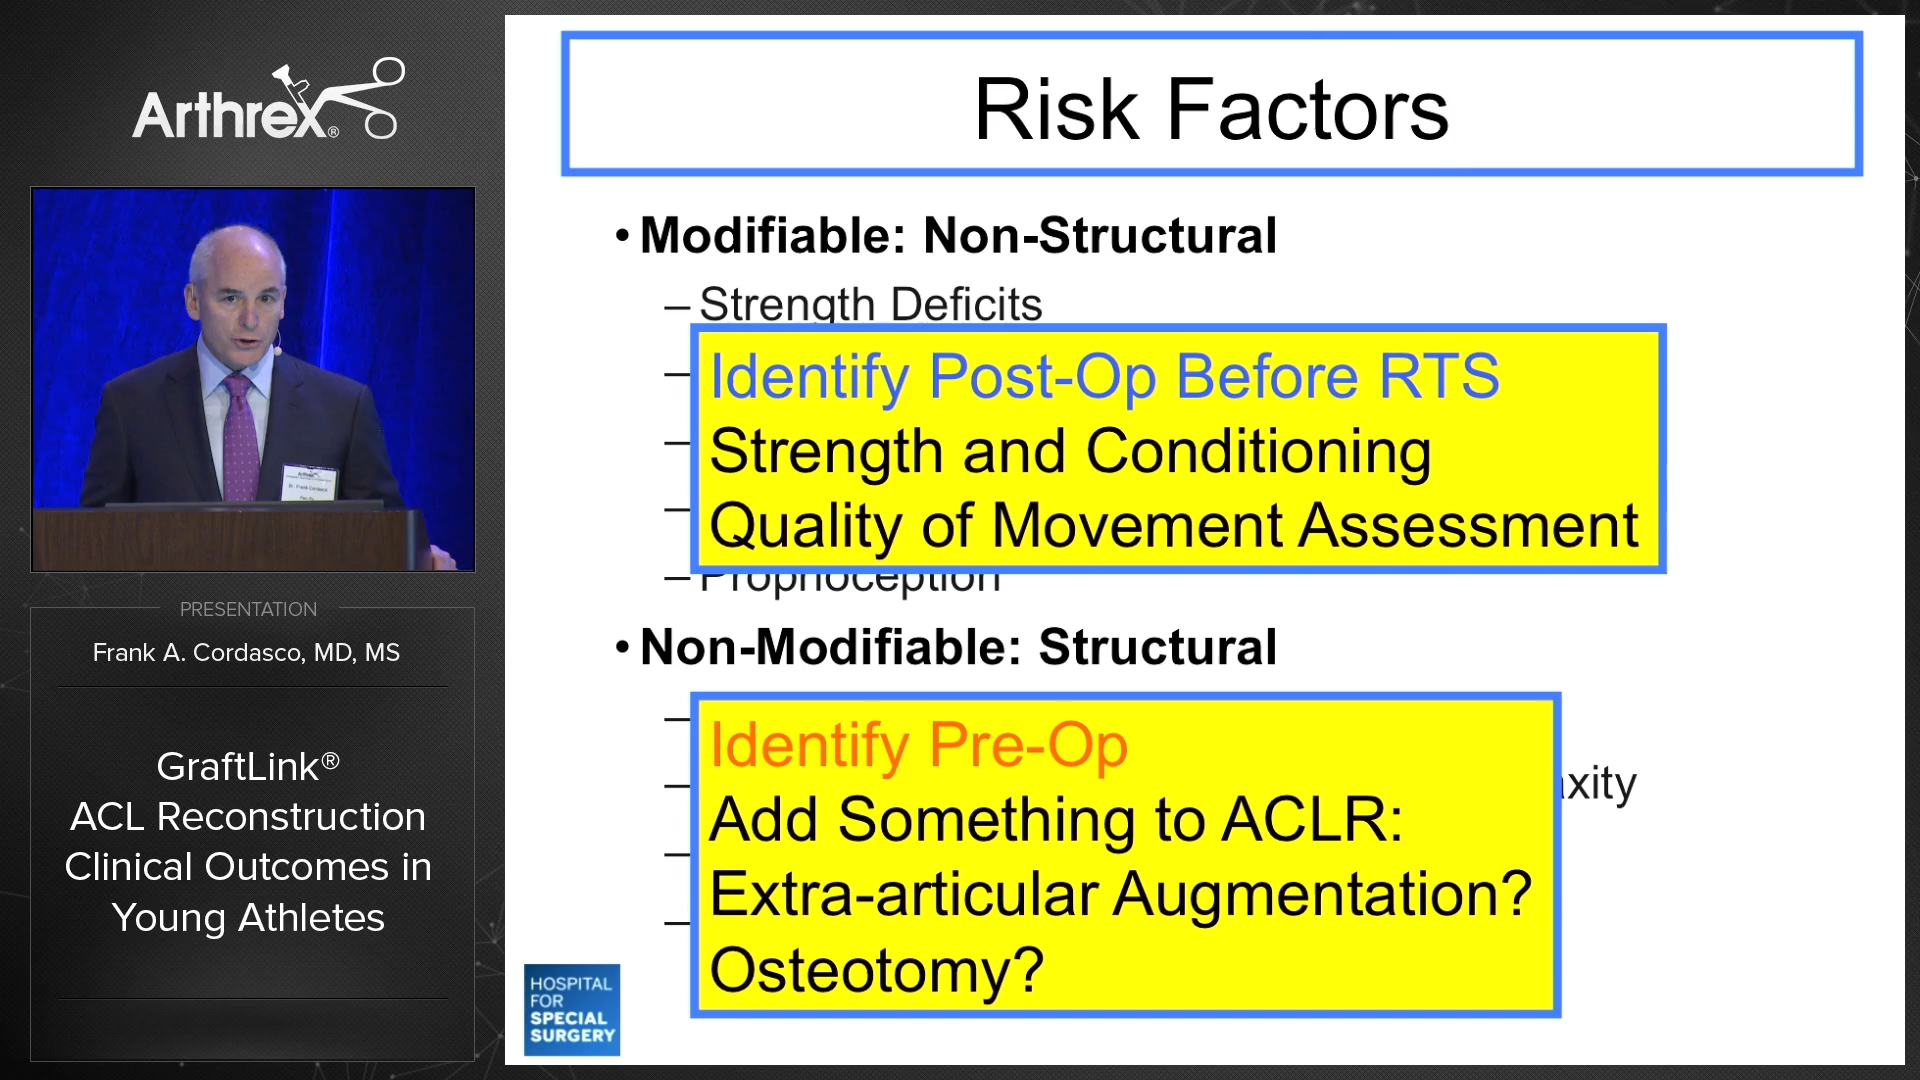 Arthrex®
PRESENTATION
Frank A. Cordasco, MD, MS
GraftLink®
ACL Reconstruction
Clinical Outcomes in
Young Athletes
Risk Factors
• Modifiable: Non-Structural
– Strength Deficits
Identify Post-Op Before RTS
Strength and Conditioning
Quality of Movement Assessment
– Proprioception
• Non-Modifiable: Structural
Identify Pre-Op
Add Something to ACLR:
Extra-articular Augmentation?
Osteotomy?
HOSPITAL
FOR
SPECIAL
SURGERY